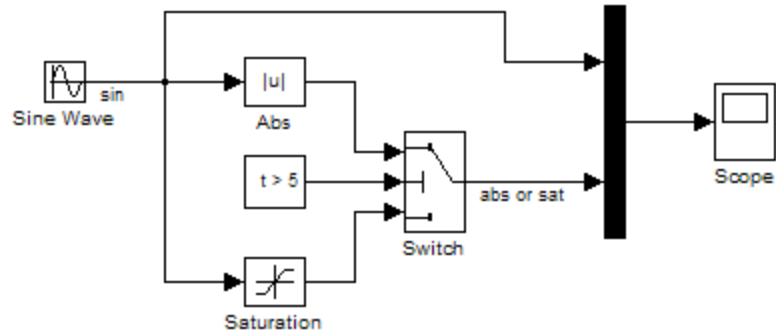 sin
Sine Wave
|u|
Abs
t > 5
abs or sat
Switch
Saturation
Scope